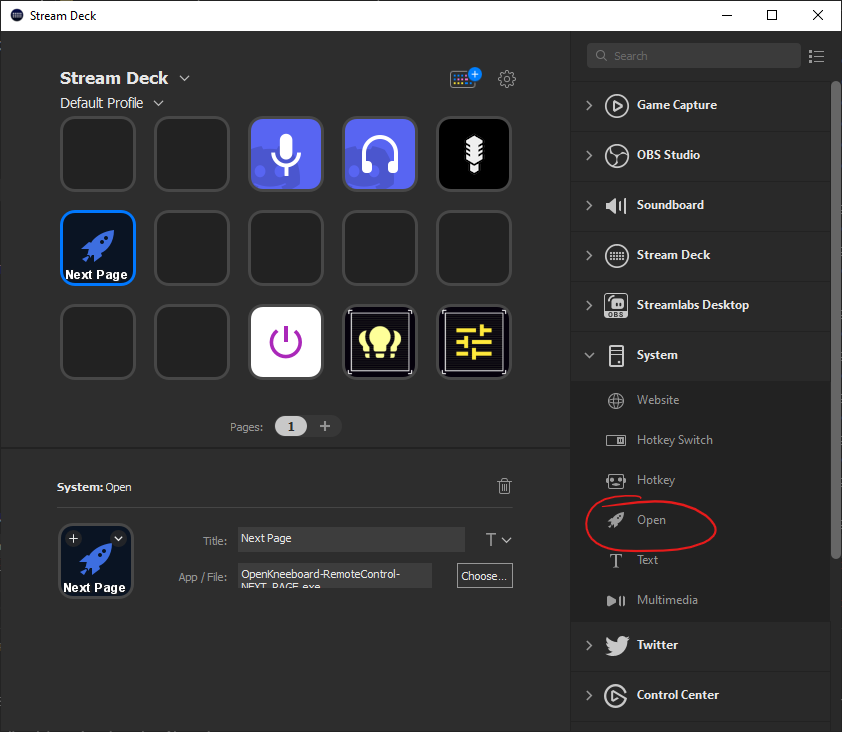 Stream Deck
Stream Deck
Default Profile
Next Page
Pages:
1
System: Open
Title:
Next Page
T
App / File:
OpenKneeboard-RemoteControl-
NEXT_PAGE.exe
Choose...
Next Page
Search
Game Capture
OBS Studio
Soundboard
Stream Deck
OBS
Streamlabs Desktop
System
Website
Hotkey Switch
Hotkey
Open
Text
Multimedia
Twitter
Control Center